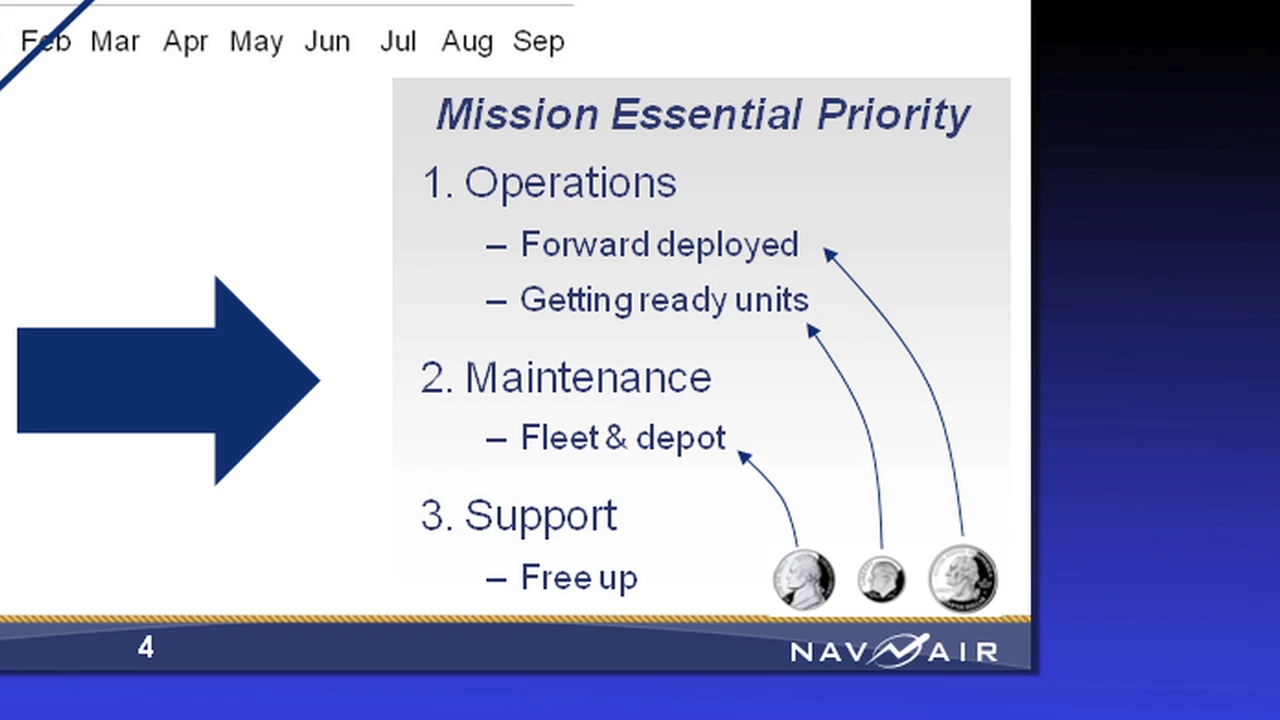 Feb Mar Apr May Jun Jul Aug Sep
Mission Essential Priority
1. Operations
– Forward deployed
– Getting ready units
2. Maintenance
– Fleet & depot
3. Support
– Free up
4
NAVAIR